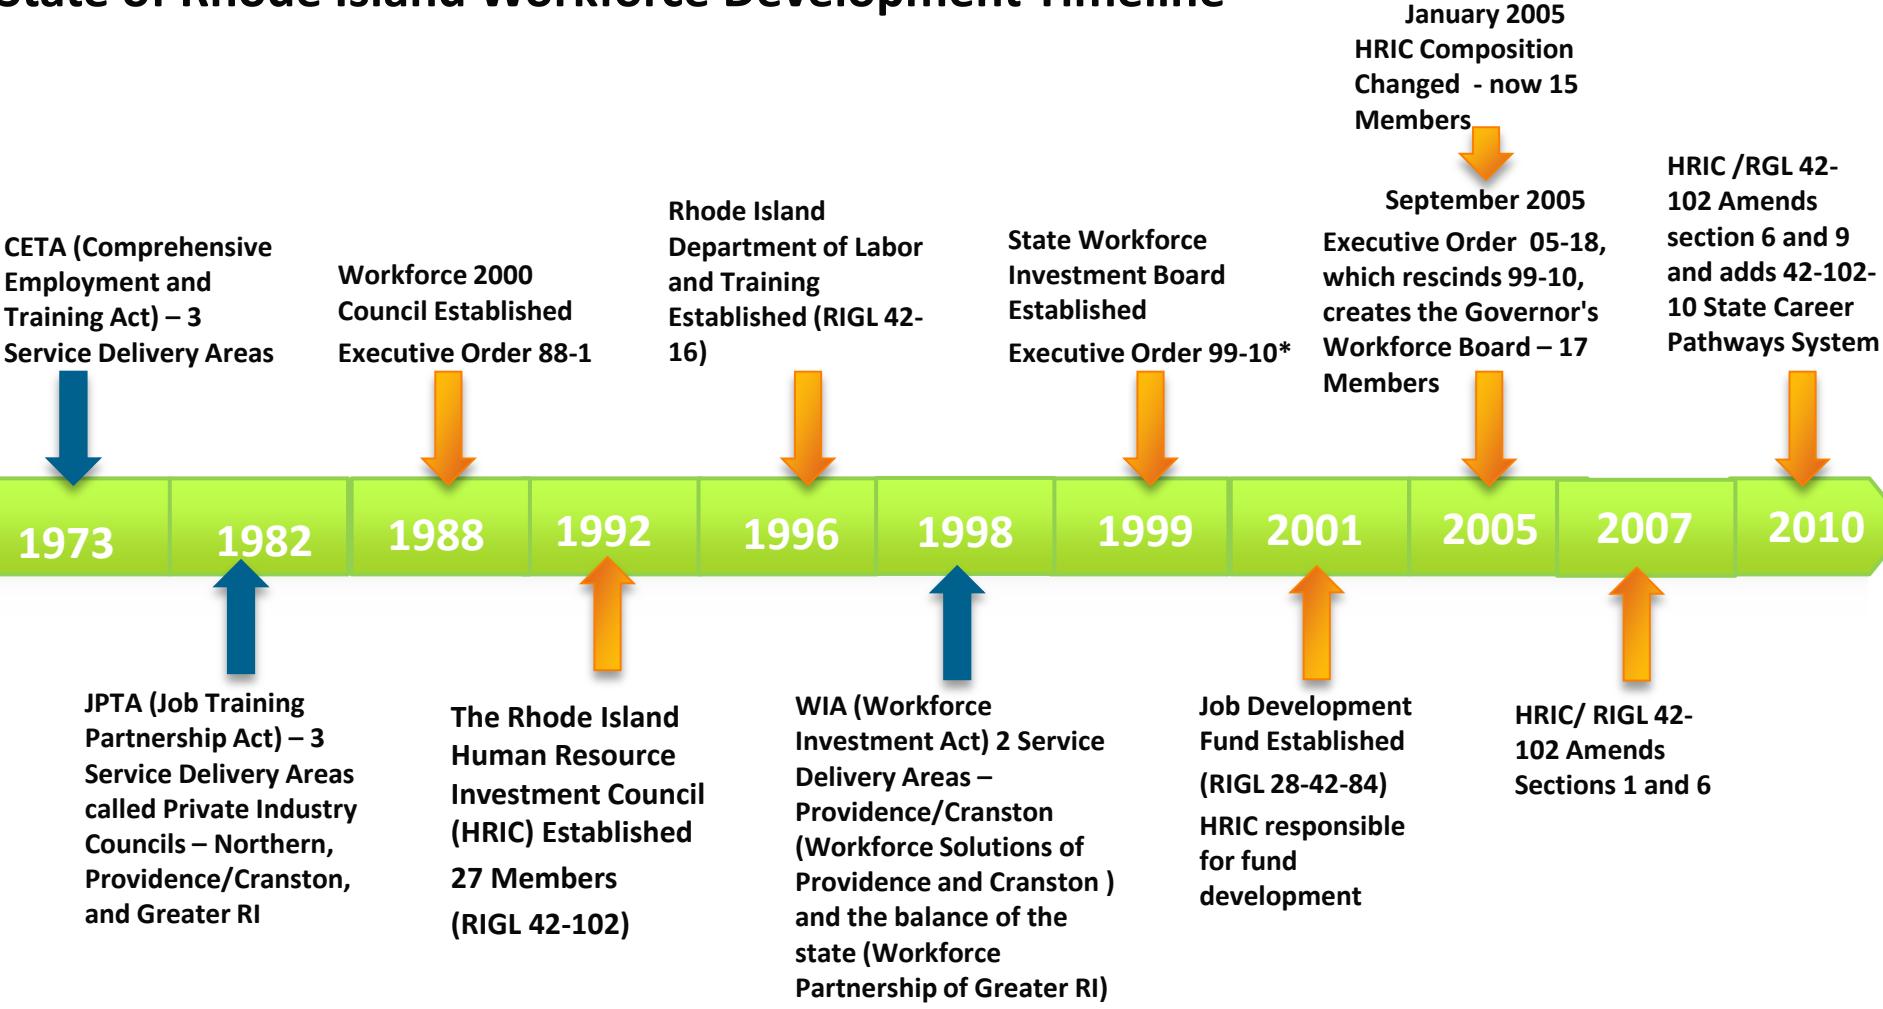 State of Rhode Island Workforce Development Timeline
January 2005
HRIC Composition
Changed - now 15
Members
September 2005
Executive Order 05-18,
which rescinds 99-10,
creates the Governor's
Workforce Board – 17
Members
HRIC /RGL 42-
102 Amends
section 6 and 9
and adds 42-102-
10 State Career
Pathways System
CETA (Comprehensive
Employment and
Training Act) – 3
Service Delivery Areas
Workforce 2000
Council Established
Executive Order 88-1
Rhode Island
Department of Labor
and Training
Established (RIGL 42-
16)
State Workforce
Investment Board
Established
Executive Order 99-10*
1973
1982
1988
1992
1996
1998
1999
2001
2005
2007
2010
JPTA (Job Training
Partnership Act) – 3
Service Delivery Areas
called Private Industry
Councils – Northern,
Providence/Cranston,
and Greater RI
The Rhode Island
Human Resource
Investment Council
(HRIC) Established
27 Members
(RIGL 42-102)
WIA (Workforce
Investment Act) 2 Service
Delivery Areas –
Providence/Cranston
(Workforce Solutions of
Providence and Cranston )
and the balance of the
state (Workforce
Partnership of Greater RI)
Job Development
Fund Established
(RIGL 28-42-84)
HRIC responsible
for fund
development
HRIC/ RIGL 42-
102 Amends
Sections 1 and 6